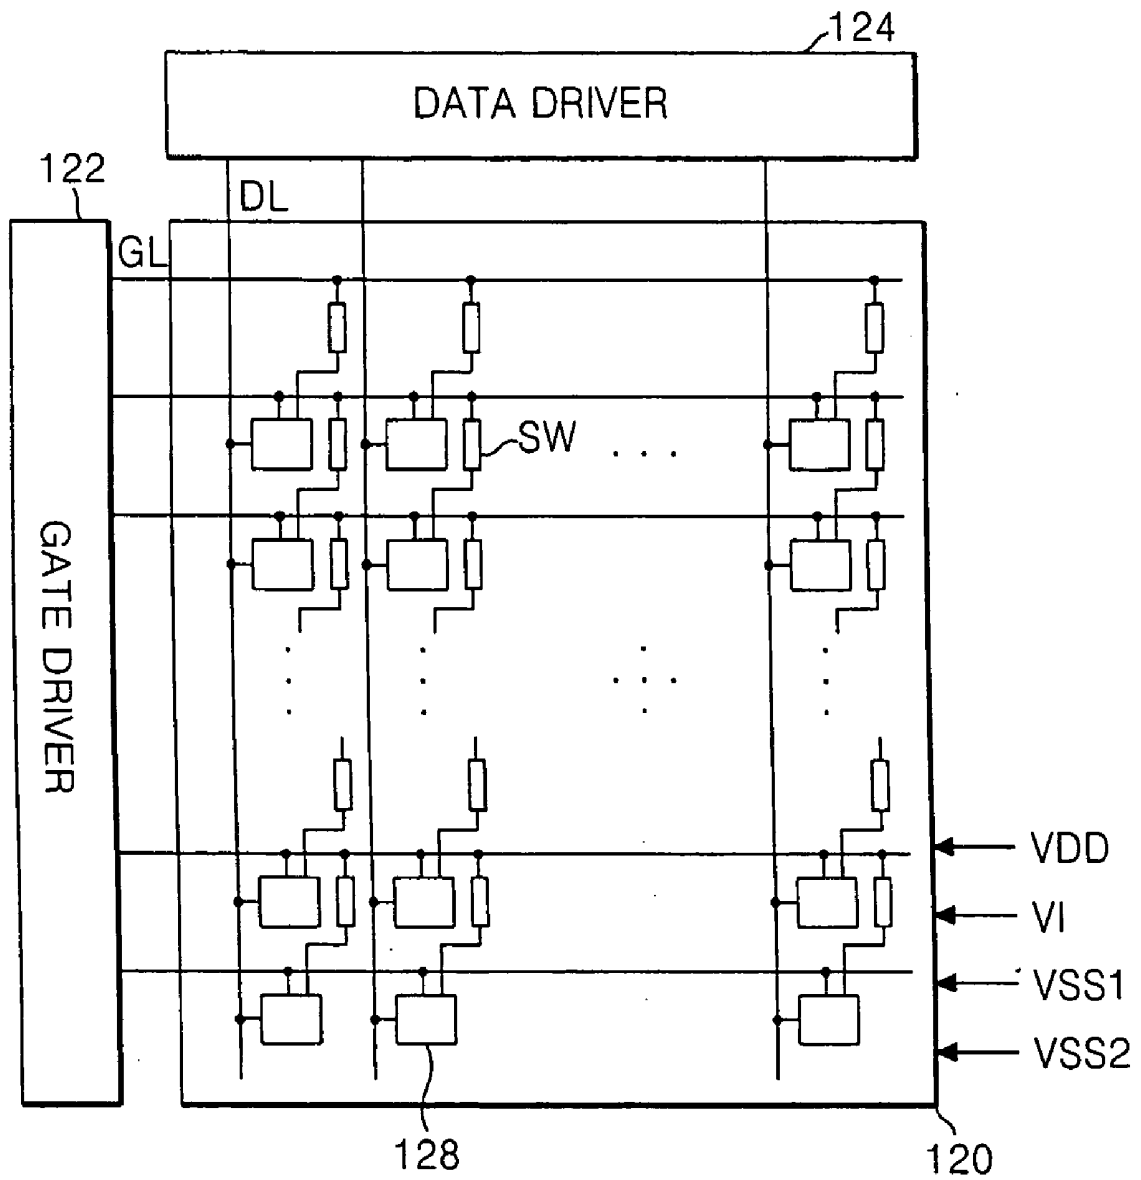 124
DATA DRIVER
122
DL
GL
SW
GATE DRIVER
VDD
VI
VSS1
VSS2
128
120